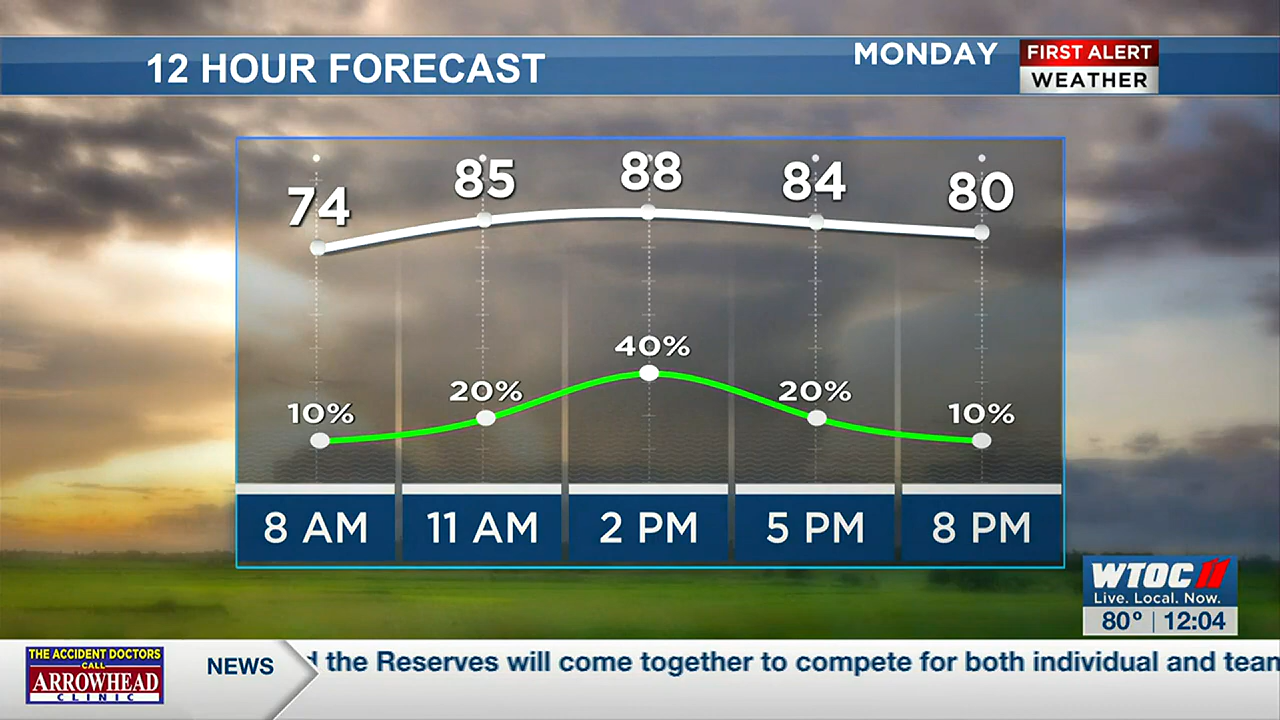 12 HOUR FORECAST
MONDAY
FIRST ALERT
WEATHER
74 85 88 84 80
10% 20% 40% 20% 10%
8 AM 11 AM 2 PM 5 PM 8 PM
WTOC 11
Live. Local. Now.
80° 12:04
THE ACCIDENT DOCTORS
CALL
ARROWHEAD
CLINIC
NEWS
the Reserves will come together to compete for both individual and